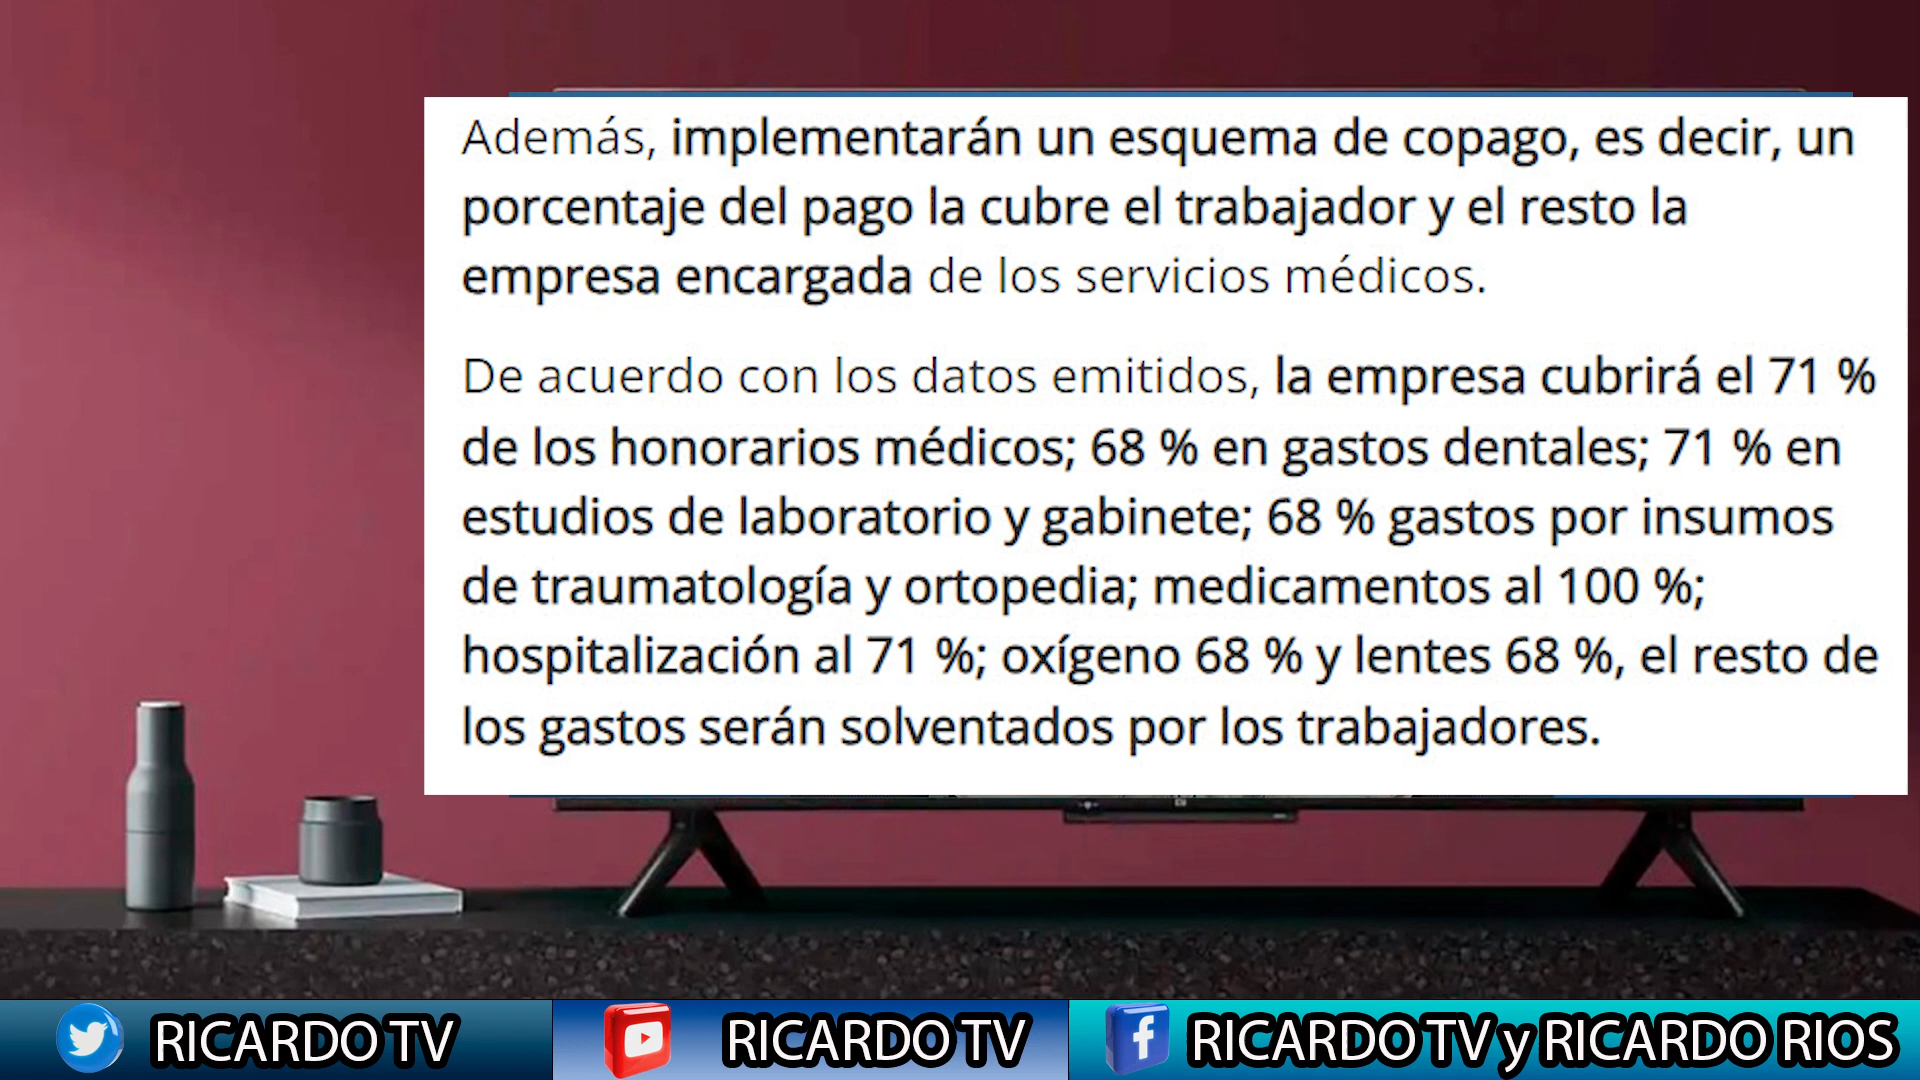 Además, implementarán un esquema de copago, es decir, un
porcentaje del pago la cubre el trabajador y el resto la
empresa encargada de los servicios médicos.
De acuerdo con los datos emitidos, la empresa cubrirá el 71 %
de los honorarios médicos; 68 % en gastos dentales; 71 % en
estudios de laboratorio y gabinete; 68 % gastos por insumos
de traumatología y ortopedia; medicamentos al 100 %;
hospitalización al 71 %; oxígeno 68 % y lentes 68 %, el resto de
los gastos serán solventados por los trabajadores.
RICARDO TV
RICARDO TV
RICARDO TV y RICARDO RIOS